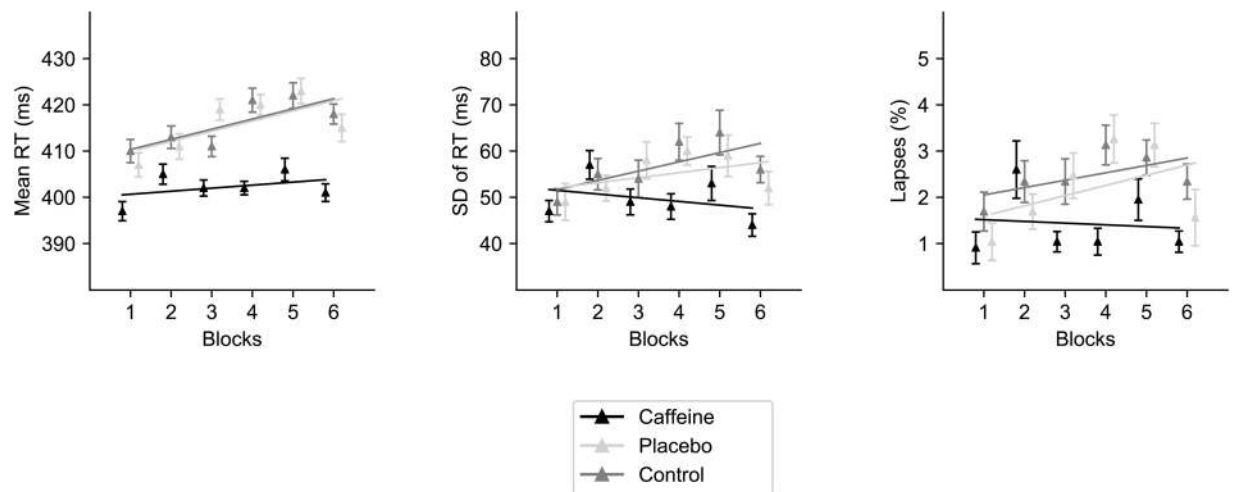 Mean RT (ms)
430
420
410
400
390
1 2 3 4 5 6
Blocks
SD of RT (ms)
80
70
60
50
40
1 2 3 4 5 6
Blocks
Lapses (%)
5
4
3
2
1
1 2 3 4 5 6
Blocks
Caffeine
Placebo
Control